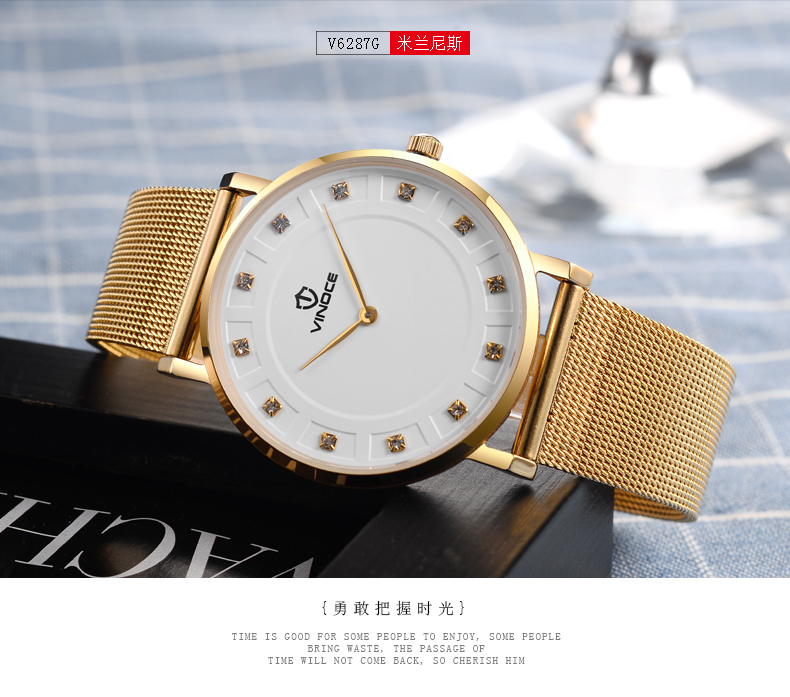 V6287G 米兰尼斯
VINOCE
VACH
{勇敢把握时光}
TIME IS GOOD FOR SOME PEOPLE TO ENJOY, SOME PEOPLE
BRING WASTE, THE PASSAGE OF
TIME WILL NOT COME BACK, SO CHERISH HIM